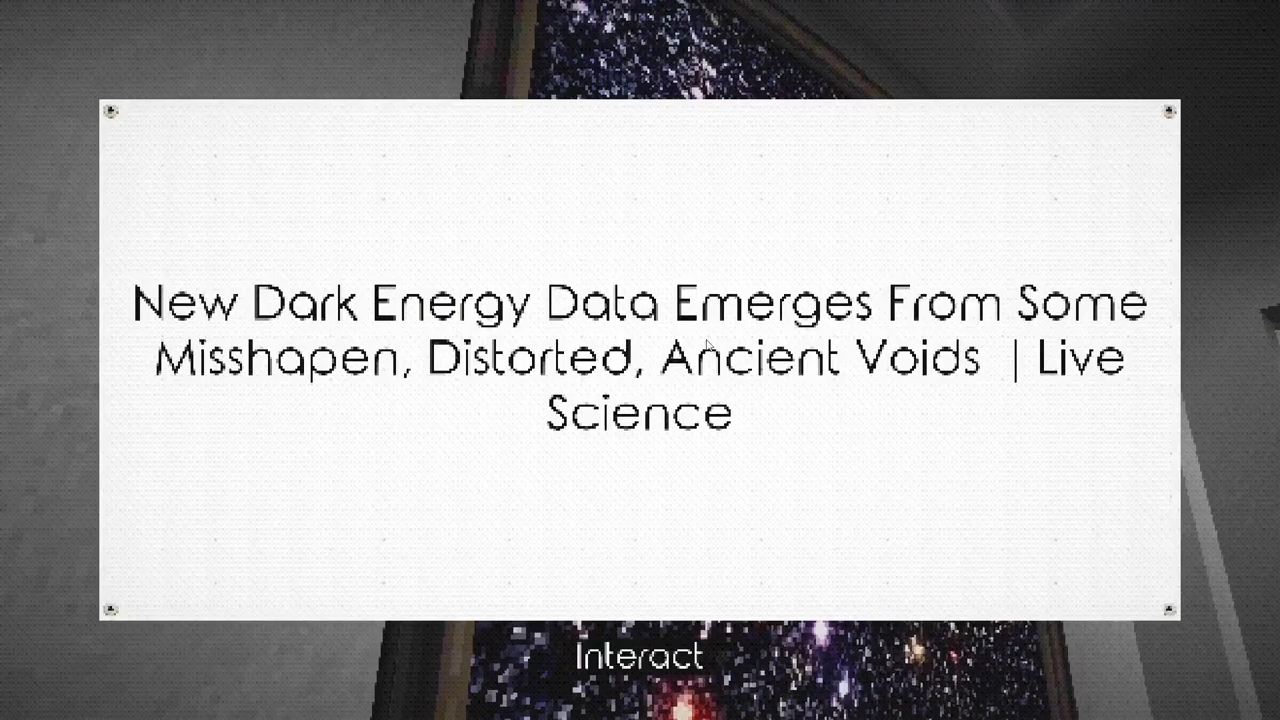 New Dark Energy Data Emerges From Some
Misshapen, Distorted, Ancient Voids | Live
Science
Interact